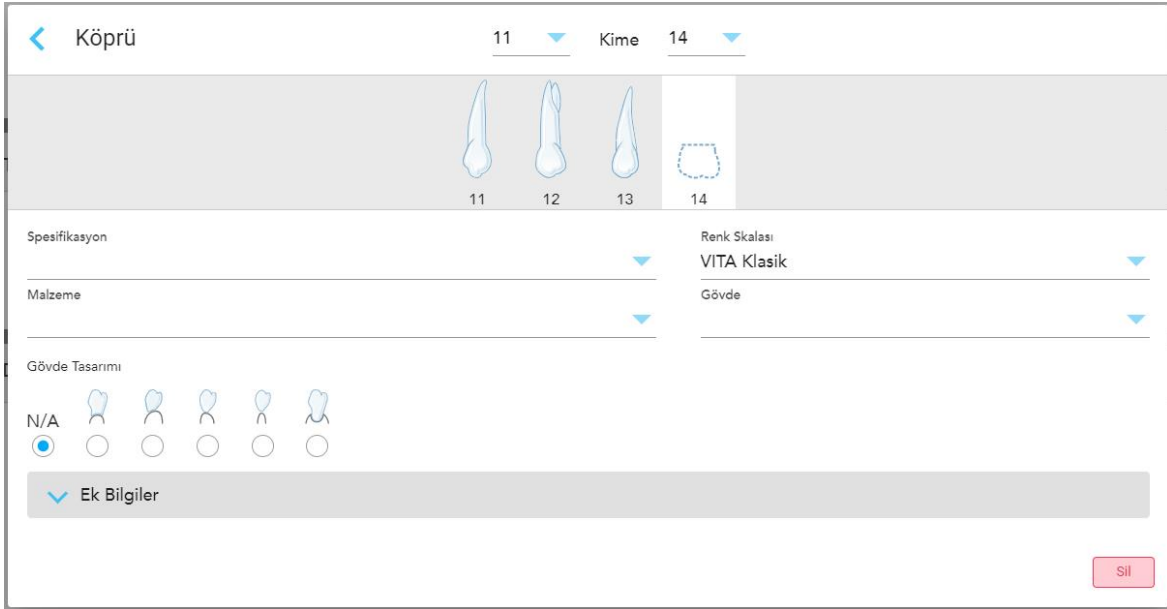 Köprü 11 Kime 14
11 12 13 14
Spesifikasyon
Renk Skalası
VITA Klasik
Malzeme
Gövde
Gövde Tasarımı
N/A
Ek Bilgiler
Sil